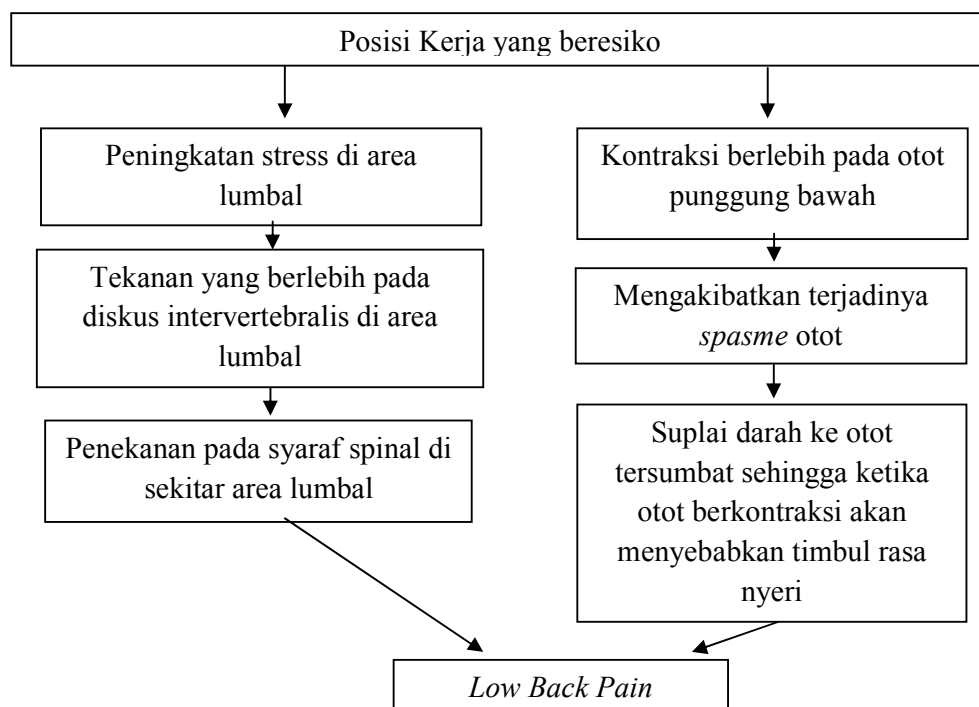 Posisi Kerja yang beresiko
Peningkatan stress di area
lumbal
Tekanan yang berlebih pada
diskus intervertebralis di area
lumbal
Penekanan pada syaraf spinal di
sekitar area lumbal
Kontraksi berlebih pada otot
punggung bawah
Mengakibatkan terjadinya
spasme otot
Suplai darah ke otot
tersumbat sehingga ketika
otot berkontraksi akan
menyebabkan timbul rasa
nyeri
Low Back Pain